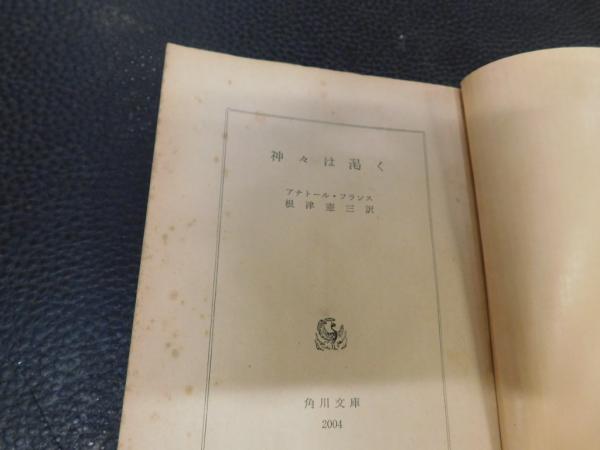 神々は渇く
アナトール・フランス
根津憲三訳
角川文庫
2004